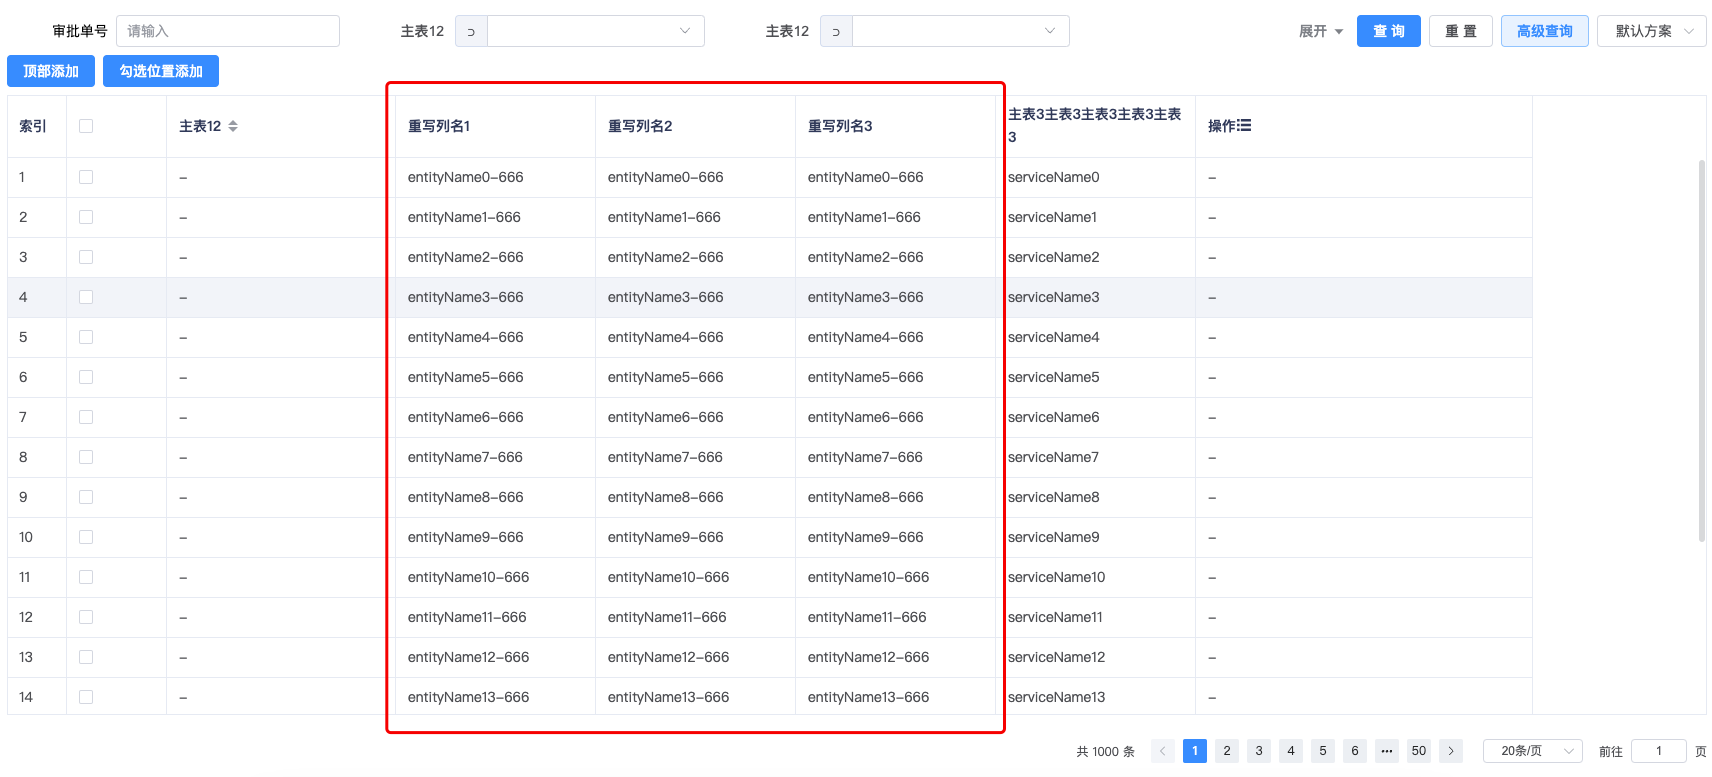 审批单号 请输入 主表12 ⊃ 主表12 ⊃ 展开 查 询 重 置 高级查询 默认方案
顶部添加 勾选位置添加
索引 主表12 重写列名1 重写列名2 重写列名3 主表3主表3主表3主表3主表3 操作
1 – entityName0-666 entityName0-666 entityName0-666 serviceName0 –
2 – entityName1-666 entityName1-666 entityName1-666 serviceName1 –
3 – entityName2-666 entityName2-666 entityName2-666 serviceName2 –
4 – entityName3-666 entityName3-666 entityName3-666 serviceName3 –
5 – entityName4-666 entityName4-666 entityName4-666 serviceName4 –
6 – entityName5-666 entityName5-666 entityName5-666 serviceName5 –
7 – entityName6-666 entityName6-666 entityName6-666 serviceName6 –
8 – entityName7-666 entityName7-666 entityName7-666 serviceName7 –
9 – entityName8-666 entityName8-666 entityName8-666 serviceName8 –
10 – entityName9-666 entityName9-666 entityName9-666 serviceName9 –
11 – entityName10-666 entityName10-666 entityName10-666 serviceName10 –
12 – entityName11-666 entityName11-666 entityName11-666 serviceName11 –
13 – entityName12-666 entityName12-666 entityName12-666 serviceName12 –
14 – entityName13-666 entityName13-666 entityName13-666 serviceName13 –
共 1000 条 < 1 2 3 4 5 6 ••• 50 > 20条/页 前往 1 页